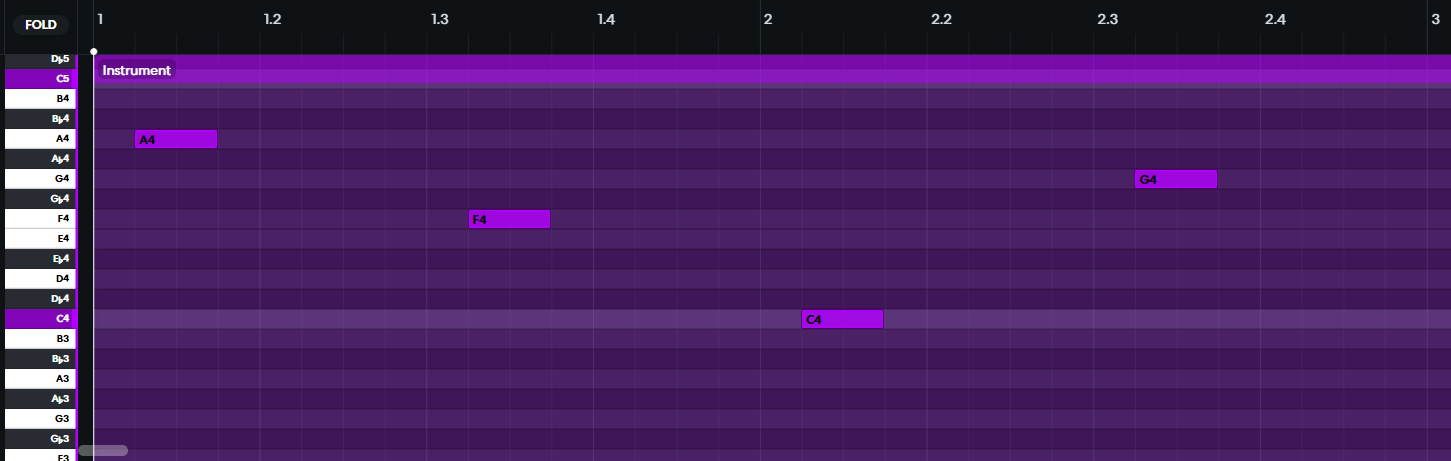 FOLD 1 1.2 1.3 1.4 2 2.2 2.3 2.4 3
D♭5
Instrument
C5
B4
B♭4
A4 A4
A♭4
G4 G4
G♭4
F4 F4
E4
E♭4
D4
D♭4
C4 C4
B3
B♭3
A3
A♭3
G3
G♭3
F3